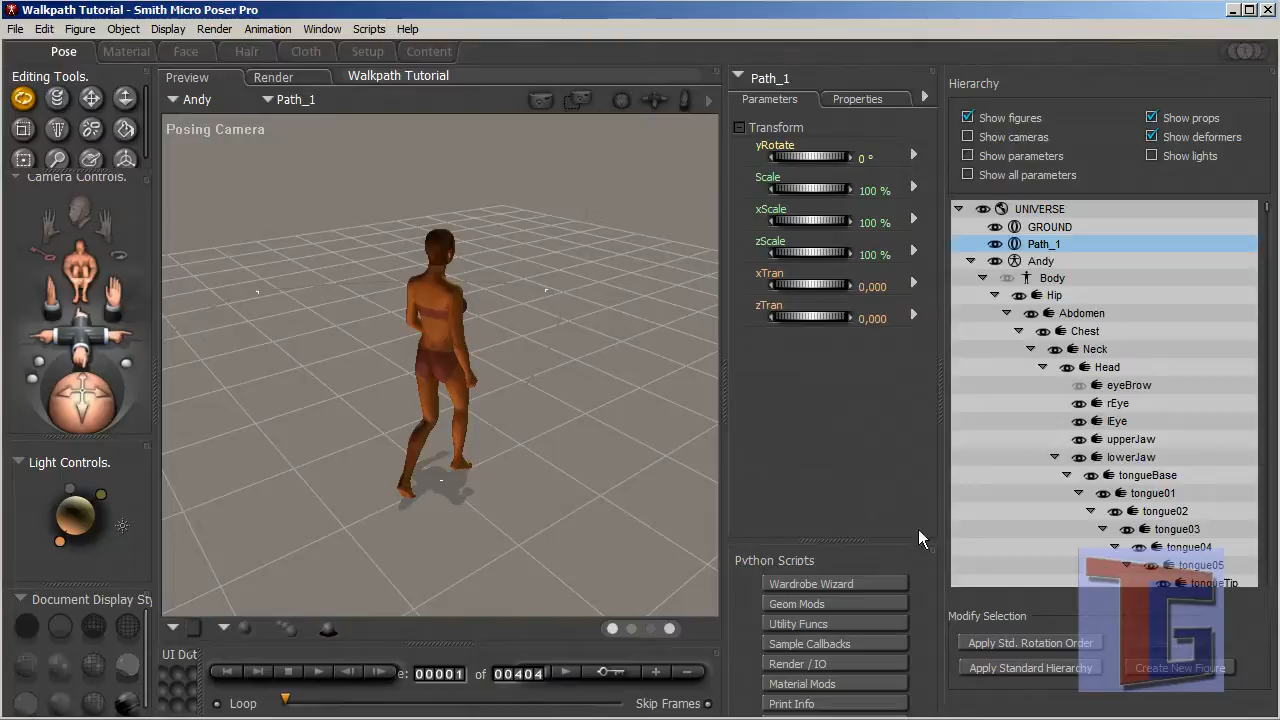 Walkpath Tutorial - Smith Micro Poser Pro
File Edit Figure Object Display Render Animation Window Scripts Help
Pose Material Face Hair Cloth Setup Content
Editing Tools.
Camera Controls.
Light Controls.
Document Display St
Preview Render Walkpath Tutorial
Andy Path_1
Posing Camera
UI Dot
e: 00001 of 00404
Loop Skip Frames
Path_1
Parameters Properties
Transform
yRotate
0 °
Scale
100 %
xScale
100 %
zScale
100 %
xTran
0,000
zTran
0,000
Python Scripts
Wardrobe Wizard
Geom Mods
Utility Funcs
Sample Callbacks
Render / IO
Material Mods
Print Info
Hierarchy
Show figures Show props
Show cameras Show deformers
Show parameters Show lights
Show all parameters
UNIVERSE
GROUND
Path_1
Andy
Body
Hip
Abdomen
Chest
Neck
Head
eyeBrow
rEye
lEye
upperJaw
lowerJaw
tongueBase
tongue01
tongue02
tongue03
tongue04
tongue05
tongueTip
Modify Selection
Apply Std. Rotation Order
Apply Standard Hierarchy Create New Figure
TG